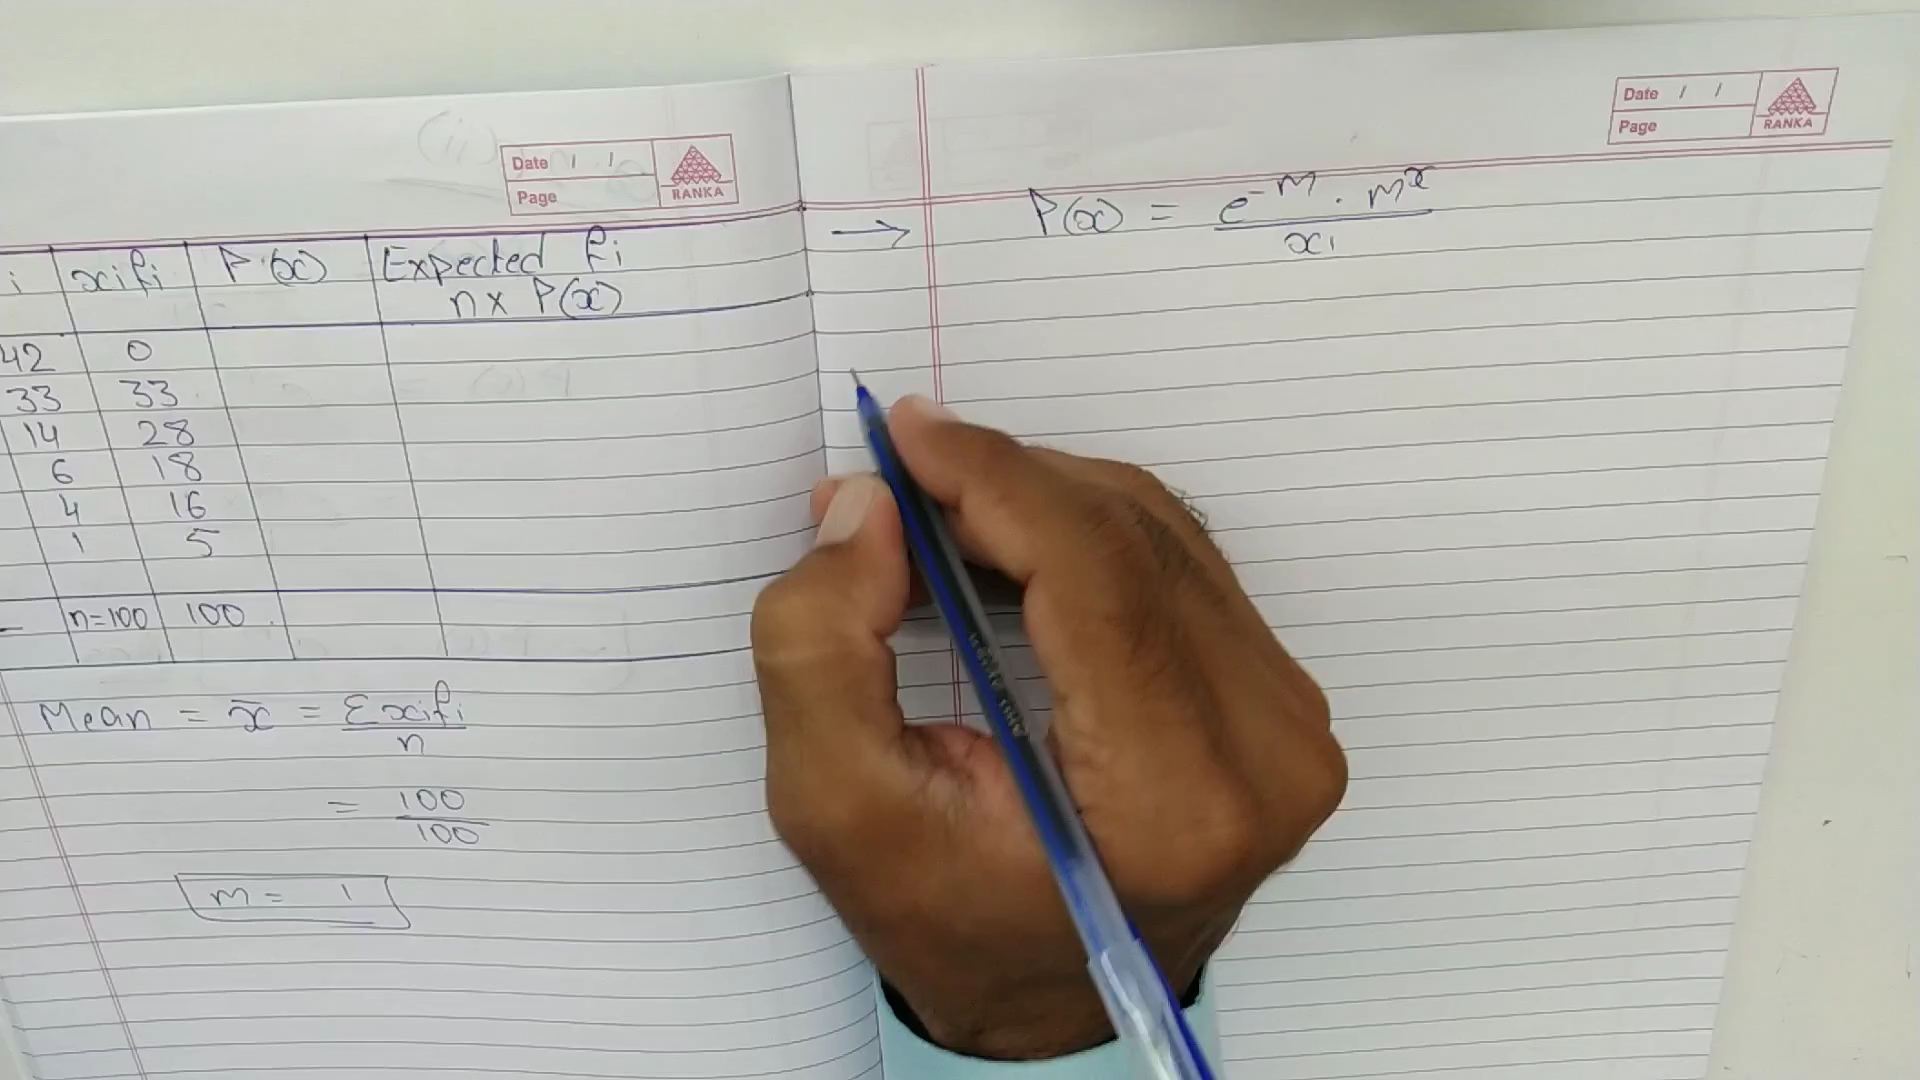 Date / /
Page
RANKA
i xifi P(x) Expected fi
n x P(x)
42 0
33 33
14 28
6 18
4 16
1 5
n=100 100
Mean = x̄ = Σxifi
n
= 100
100
m = 1
Date / /
Page
RANKA
→ P(x) = e^-m . m^x
x!